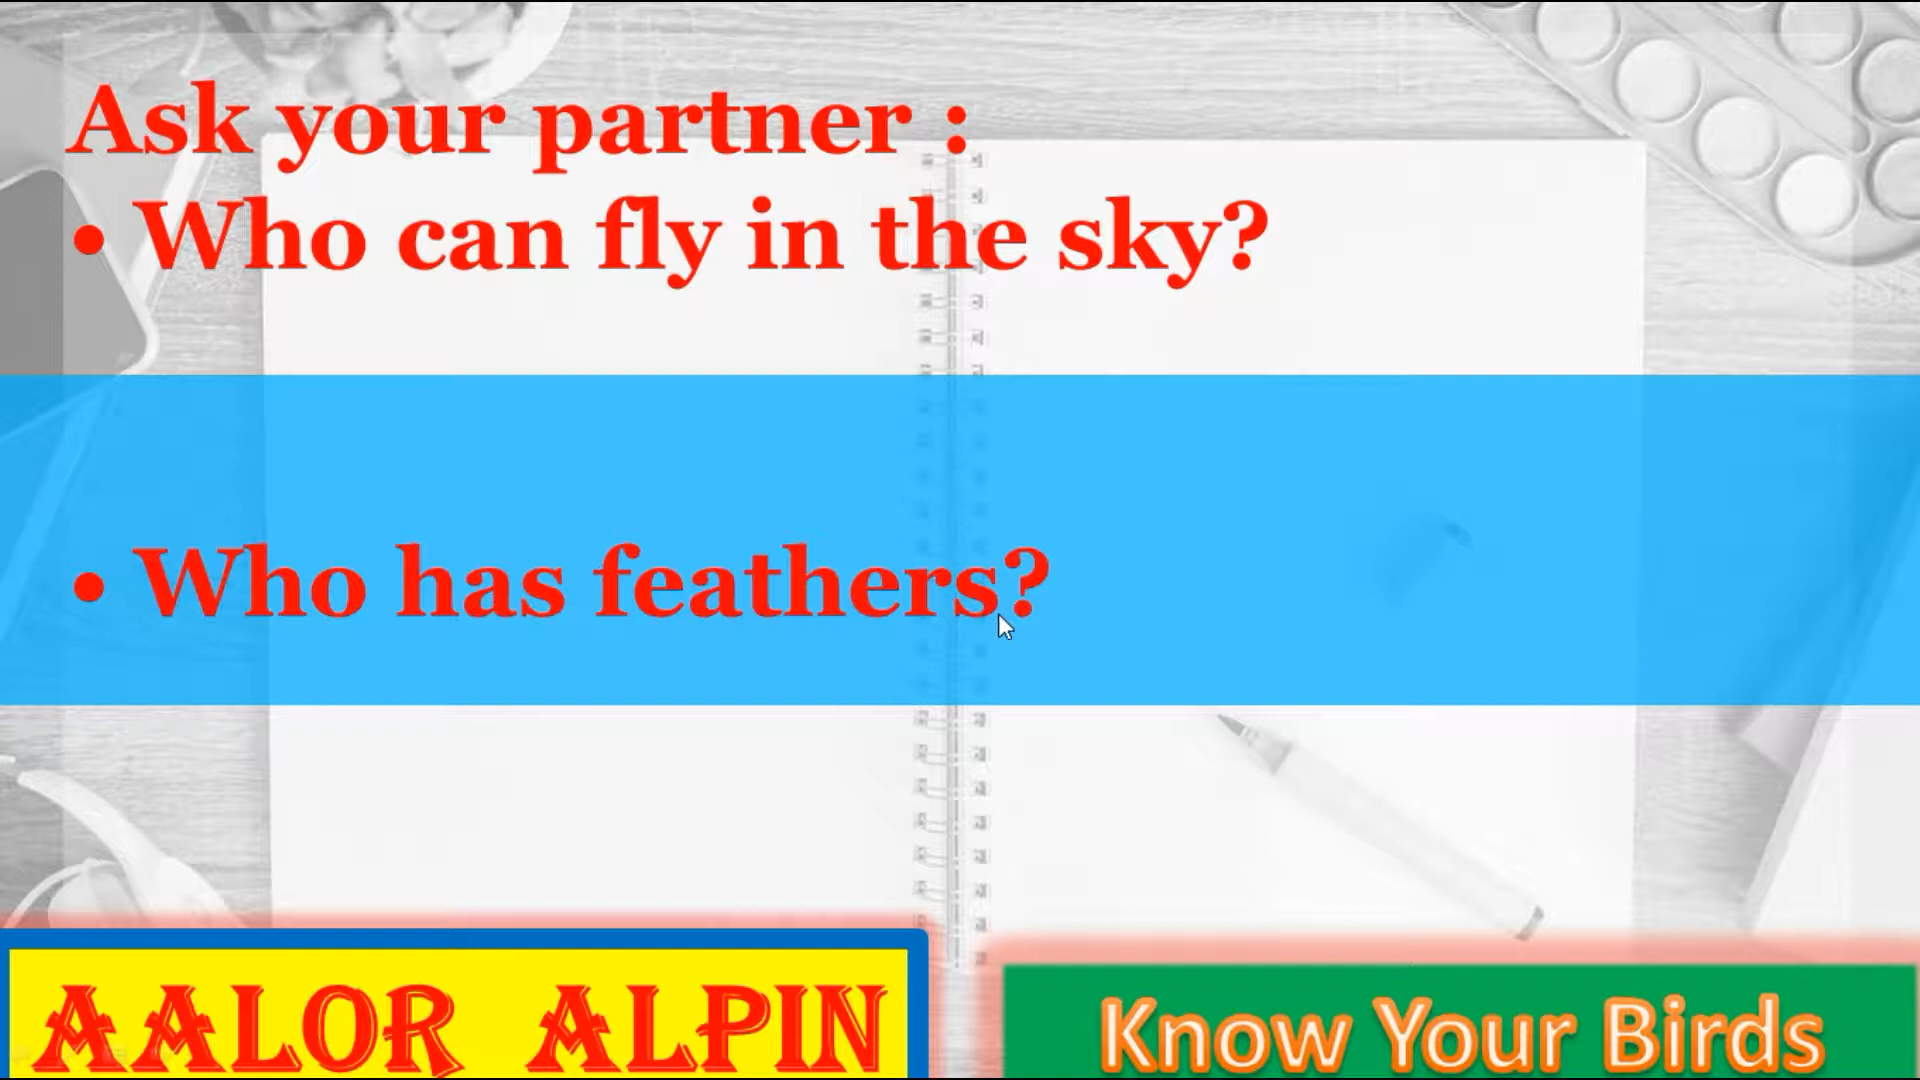 Ask your partner :
• Who can fly in the sky?
• Who has feathers?
AALOR ALPIN
Know Your Birds